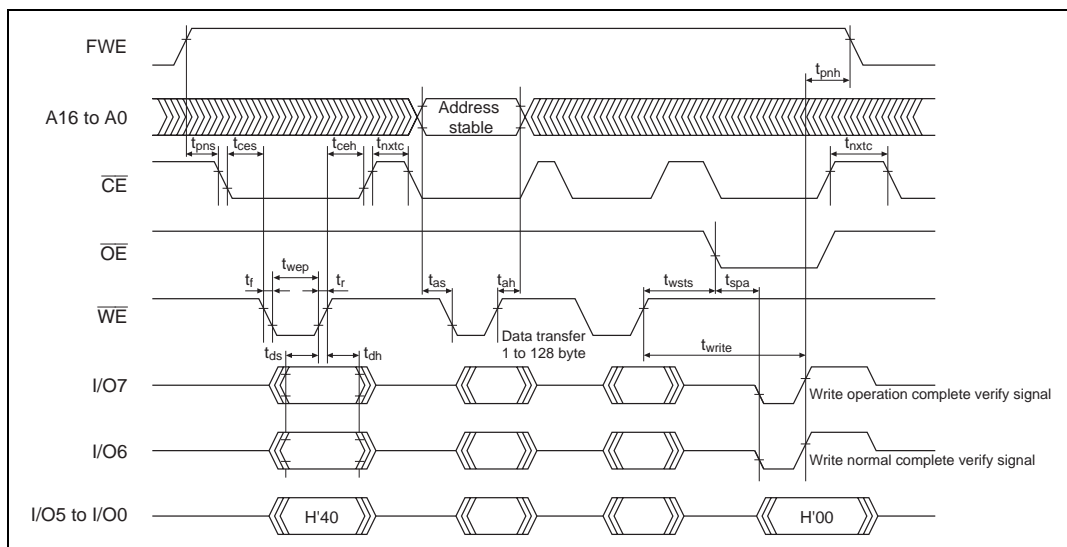 FWE
tpnh
A16 to A0
Address
stable
tpns
tces
tceh
tnxtc
tnxtc
CE
OE
tf
twep
tr
tas
tah
twsts
tspa
WE
Data transfer
1 to 128 byte
tds
tdh
twrite
I/O7
Write operation complete verify signal
I/O6
Write normal complete verify signal
I/O5 to I/O0
H'40
H'00